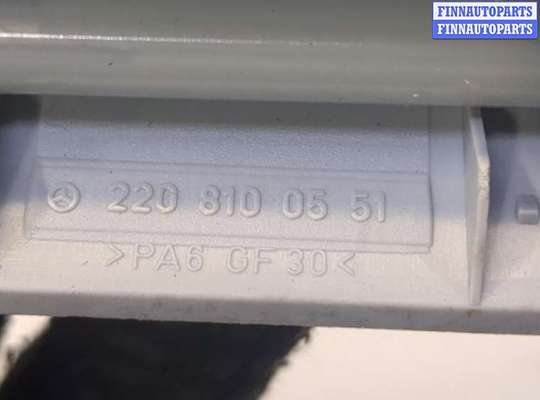 FINNAUTOPARTS
FINNAUTOPARTS
220 810 05 51
>PA6 GF 30<